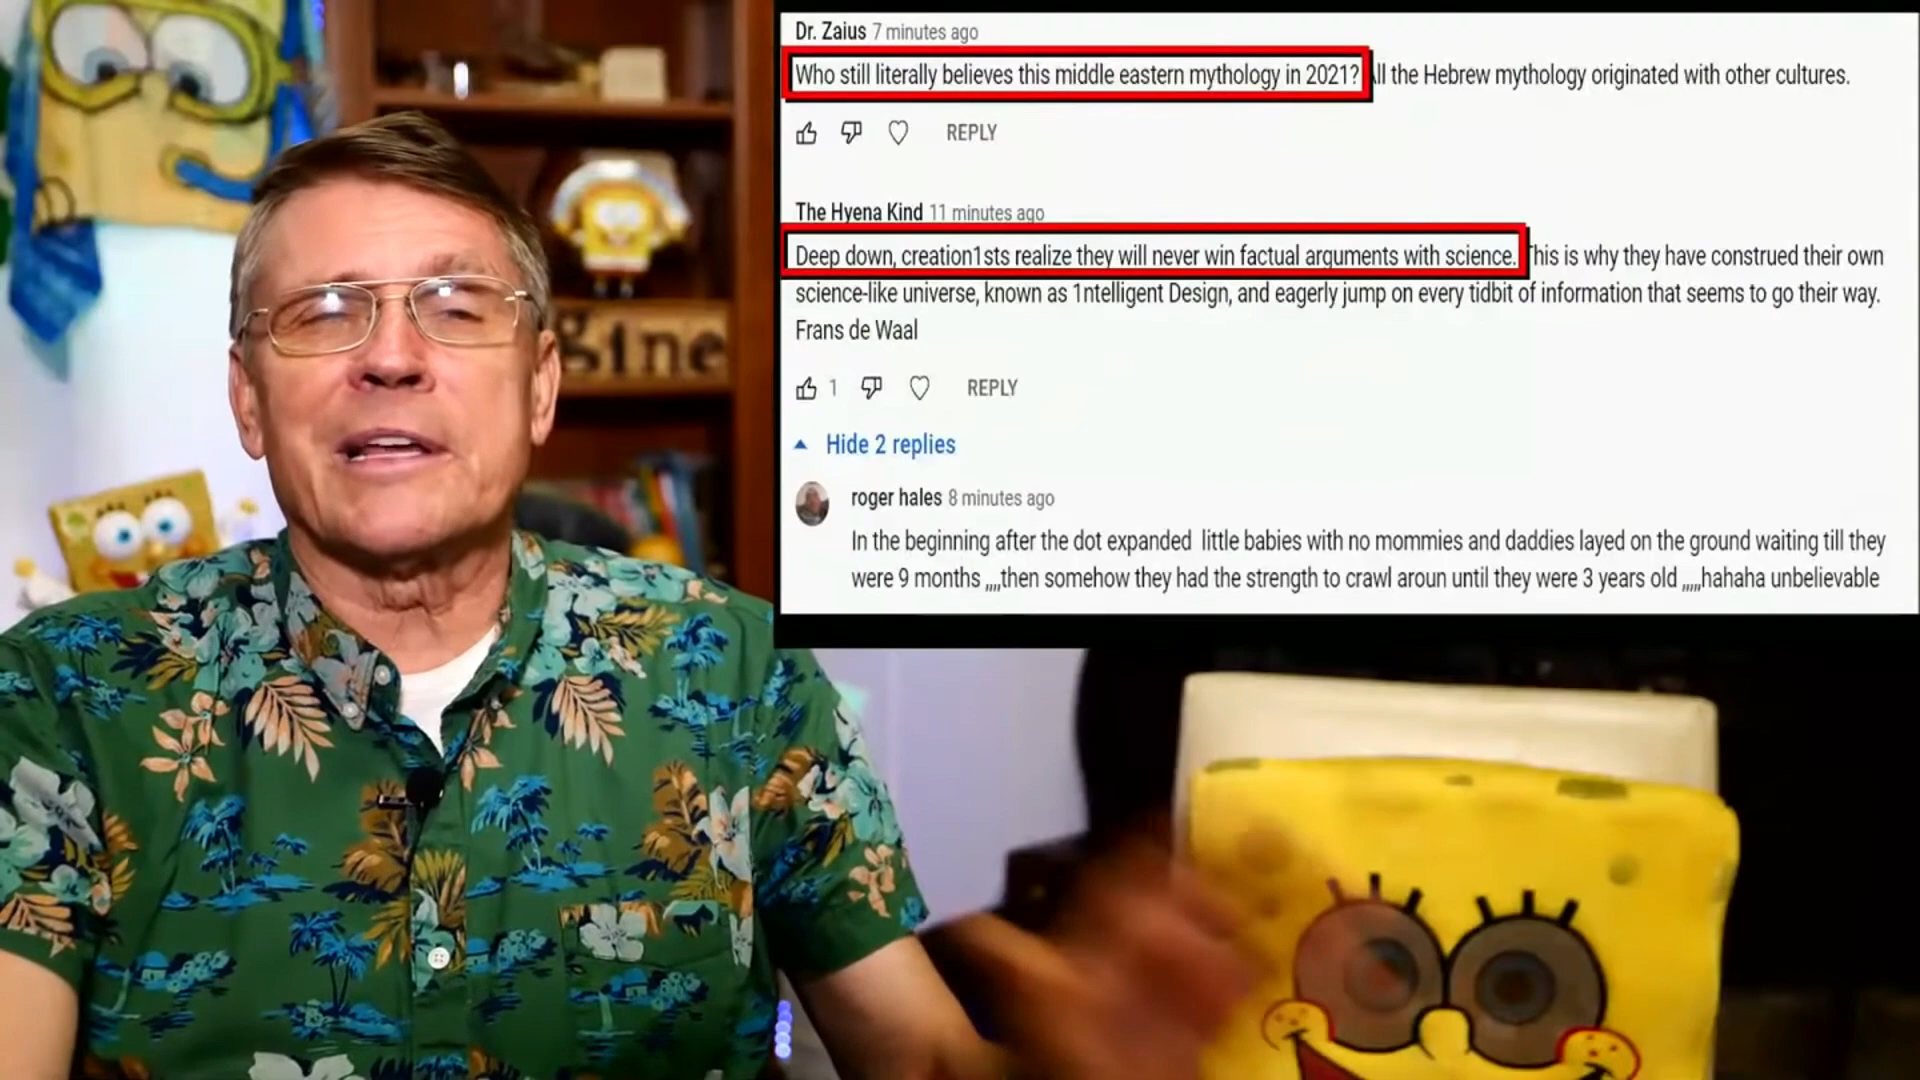 Dr. Zaius 7 minutes ago
Who still literally believes this middle eastern mythology in 2021? ll the Hebrew mythology originated with other cultures.
REPLY
The Hyena Kind 11 minutes ago
Deep down, creation1sts realize they will never win factual arguments with science. his is why they have construed their own
science-like universe, known as 1ntelligent Design, and eagerly jump on every tidbit of information that seems to go their way.
Frans de Waal
1 REPLY
Hide 2 replies
roger hales 8 minutes ago
In the beginning after the dot expanded little babies with no mommies and daddies layed on the ground waiting till they
were 9 months ,,,,then somehow they had the strength to crawl aroun until they were 3 years old ,,,,,hahaha unbelievable
gine